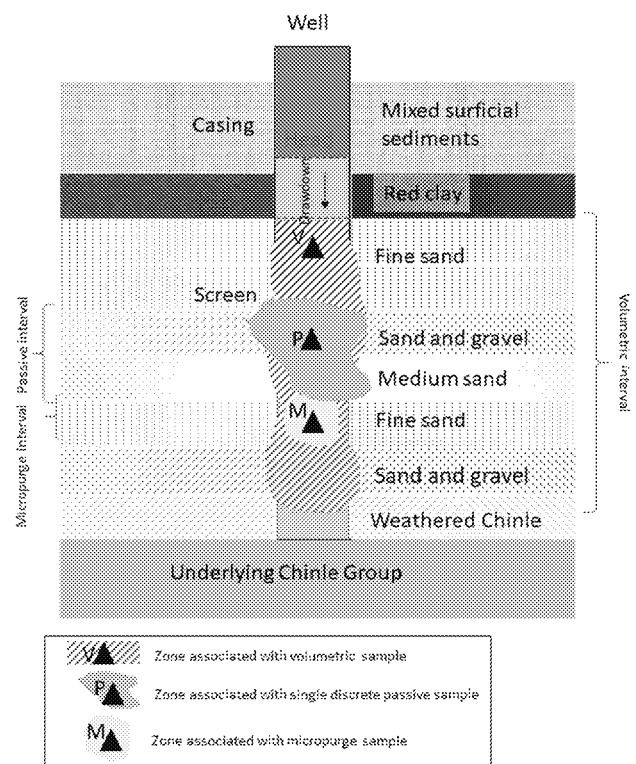 Well
Casing
Mixed surficial
sediments
Drawdown
Red clay
V
Fine sand
Screen
P
Sand and gravel
Medium sand
M
Fine sand
Sand and gravel
Weathered Chinle
Underlying Chinle Group
Passive interval
Micropurge interval
Volumetric interval
V
Zone associated with volumetric sample
P
Zone associated with single discrete passive sample
M
Zone associated with micropurge sample